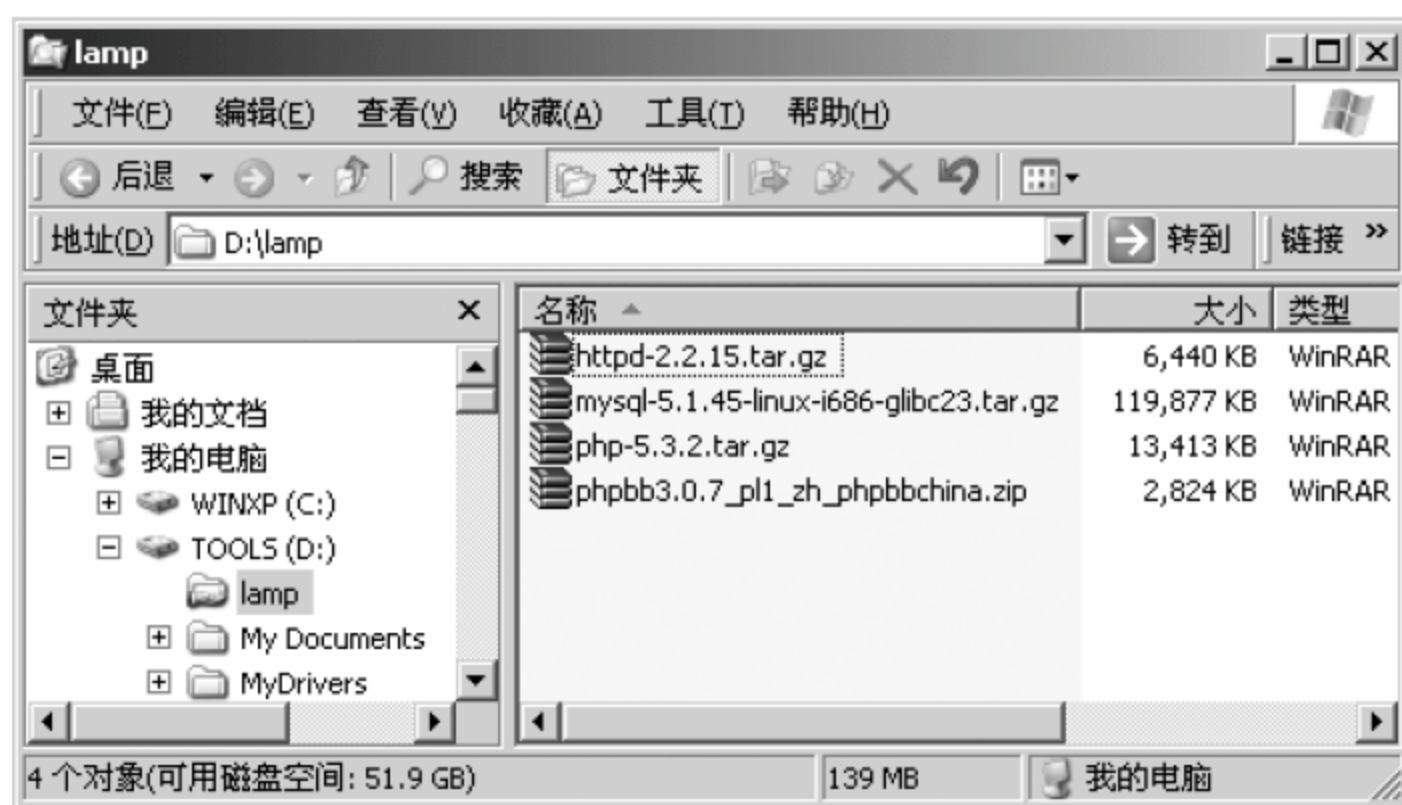 lamp
文件(F) 编辑(E) 查看(V) 收藏(A) 工具(T) 帮助(H)
后退 搜索 文件夹
地址(D) D:\lamp 转到 链接 »
文件夹
桌面
我的文档
我的电脑
WINXP (C:)
TOOLS (D:)
lamp
My Documents
MyDrivers
名称 大小 类型
httpd-2.2.15.tar.gz 6,440 KB WinRAR
mysql-5.1.45-linux-i686-glibc23.tar.gz 119,877 KB WinRAR
php-5.3.2.tar.gz 13,413 KB WinRAR
phpbb3.0.7_pl1_zh_phpbbchina.zip 2,824 KB WinRAR
4 个对象(可用磁盘空间: 51.9 GB) 139 MB 我的电脑